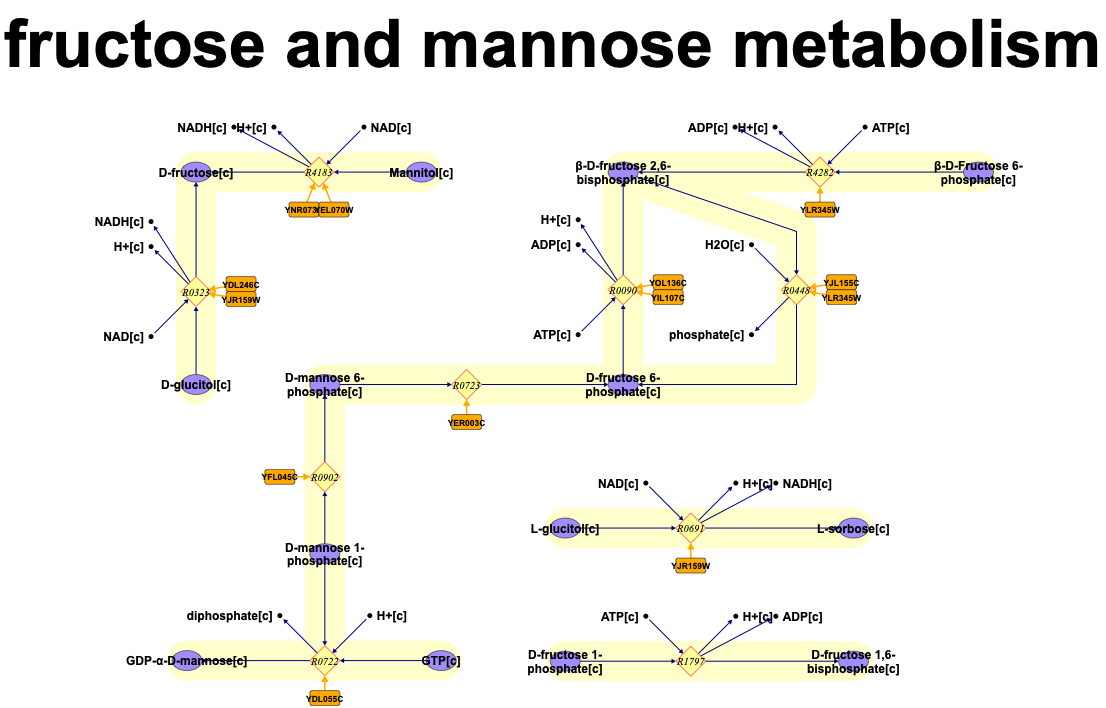 fructose and mannose metabolism
NADH[c]
H+[c]
NAD[c]
D-fructose[c]
R4183
Mannitol[c]
YEL070W
ADP[c]
H+[c]
ATP[c]
β-D-fructose 2,6-
bisphosphate[c]
R4282
β-D-Fructose 6-
phosphate[c]
YLR345W
NADH[c]
H+[c]
R0323
YDL246C
YJR159W
NAD[c]
D-glucitol[c]
H+[c]
ADP[c]
R0090
YOL136C
YIL107C
ATP[c]
H2O[c]
R0448
YJL155C
YLR345W
phosphate[c]
D-mannose 6-
phosphate[c]
R0723
D-fructose 6-
phosphate[c]
YER003C
YFL045C
R0902
D-mannose 1-
phosphate[c]
NAD[c]
H+[c]
NADH[c]
L-glucitol[c]
R0691
L-sorbose[c]
YJR159W
diphosphate[c]
H+[c]
GDP-α-D-mannose[c]
R0722
GTP[c]
YDL055C
ATP[c]
H+[c]
ADP[c]
D-fructose 1-
phosphate[c]
R1797
D-fructose 1,6-
bisphosphate[c]